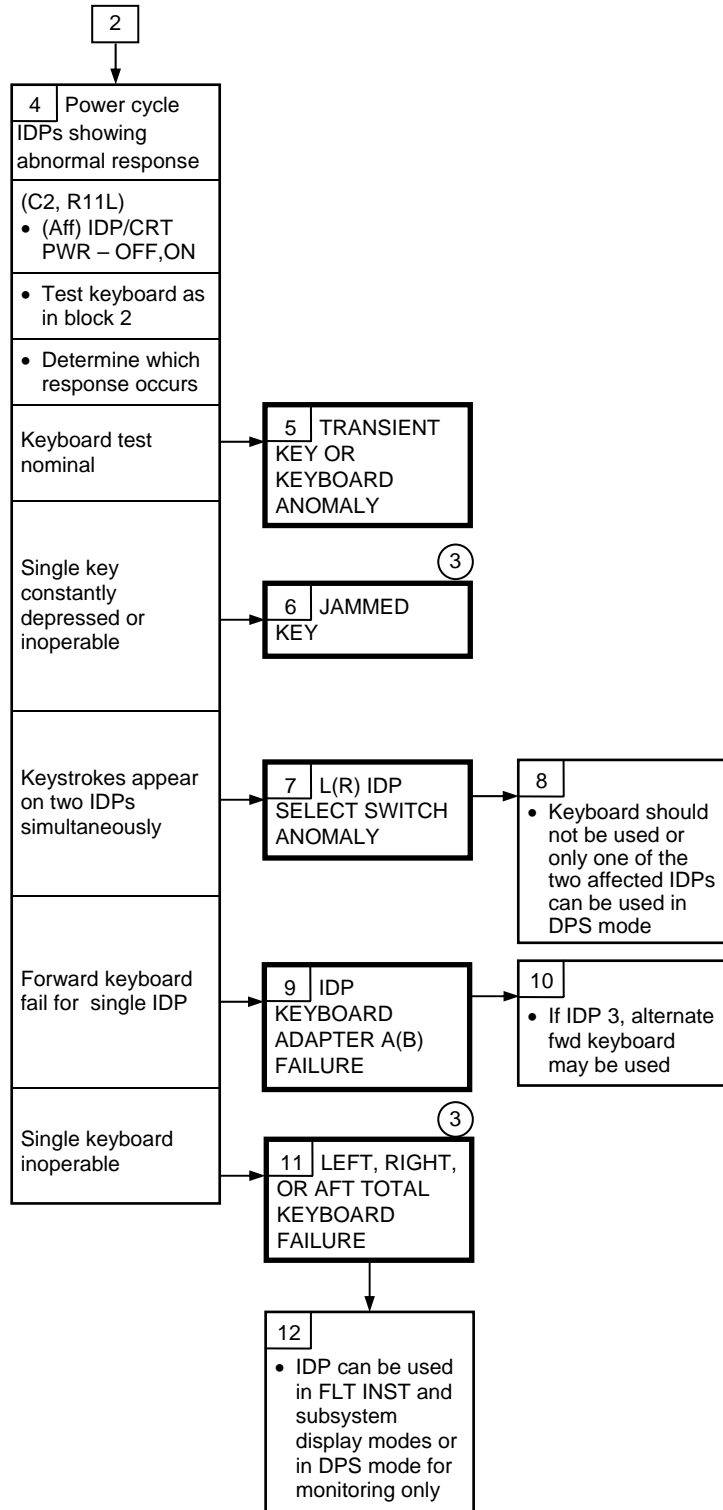 2
4 Power cycle
IDPs showing
abnormal response
(C2, R11L)
• (Aff) IDP/CRT
PWR – OFF,ON
• Test keyboard as
in block 2
• Determine which
response occurs
Keyboard test
nominal
5 TRANSIENT
KEY OR
KEYBOARD
ANOMALY
Single key
constantly
depressed or
inoperable
3
6 JAMMED
KEY
Keystrokes appear
on two IDPs
simultaneously
7 L(R) IDP
SELECT SWITCH
ANOMALY
8
• Keyboard should
not be used or
only one of the
two affected IDPs
can be used in
DPS mode
Forward keyboard
fail for single IDP
9 IDP
KEYBOARD
ADAPTER A(B)
FAILURE
10
• If IDP 3, alternate
fwd keyboard
may be used
Single keyboard
inoperable
3
11 LEFT, RIGHT,
OR AFT TOTAL
KEYBOARD
FAILURE
12
• IDP can be used
in FLT INST and
subsystem
display modes or
in DPS mode for
monitoring only